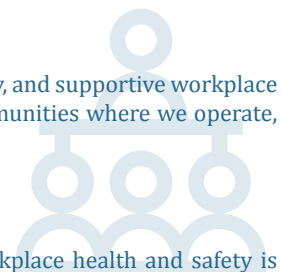 , and supportive workplace
munities where we operate,
kplace health and safety is